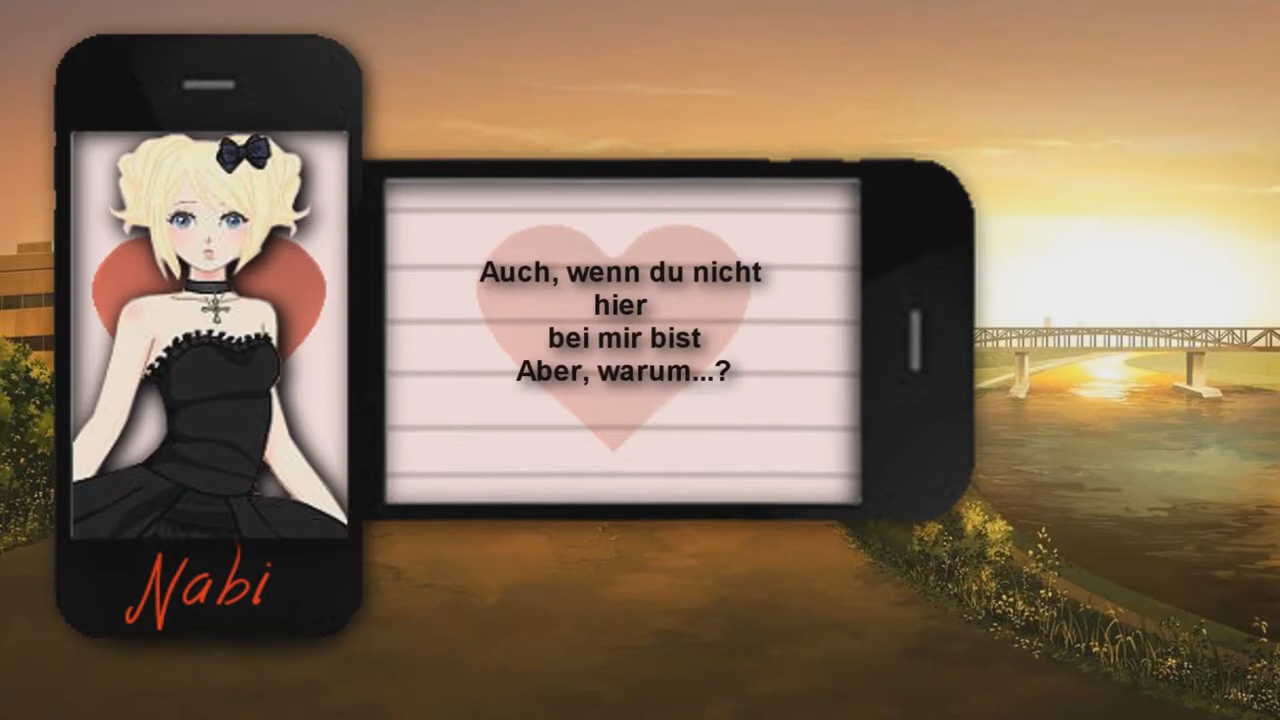 Auch, wenn du nicht
hier
bei mir bist
Aber, warum...?
Nabi